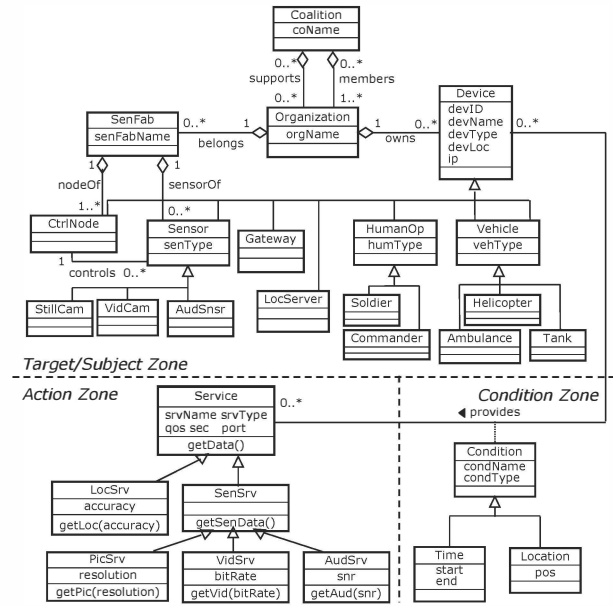 Coalition
coName
0..*
0..*
supports
members
0..*
1..*
Device
devID
devName
devType
devLoc
ip
SenFab
senFabName
0..*
1
belongs
Organization
orgName
1
0..*
owns
0..*
1
1
nodeOf
sensorOf
1..*
0..*
CtrlNode
Sensor
senType
Gateway
HumanOp
humType
Vehicle
vehType
1
controls 0..*
StillCam
VidCam
AudSnsr
LocServer
Soldier
Commander
Helicopter
Ambulance
Tank
Target/Subject Zone
Action Zone
Condition Zone
Service
srvName srvType
qos sec port
getData()
0..*
provides
Condition
condName
condType
LocSrv
accuracy
getLoc(accuracy)
SenSrv
getSenData()
PicSrv
resolution
getPic(resolution)
VidSrv
bitRate
getVid(bitRate)
AudSrv
snr
getAud(snr)
Time
start
end
Location
pos